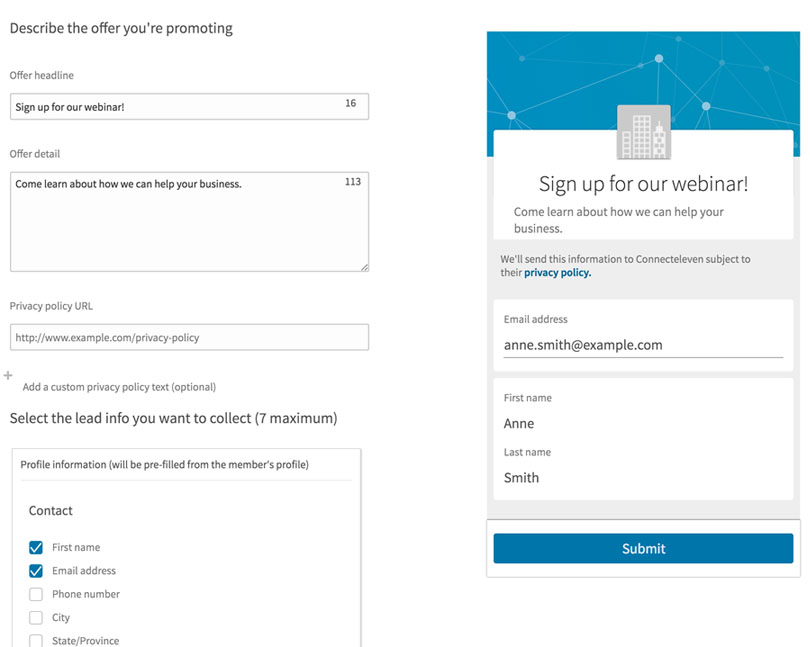 Describe the offer you're promoting
Offer headline
Sign up for our webinar!
16
Offer detail
Come learn about how we can help your business.
113
Privacy policy URL
http://www.example.com/privacy-policy
+
Add a custom privacy policy text (optional)
Select the lead info you want to collect (7 maximum)
Profile information (will be pre-filled from the member's profile)
Contact
First name
Email address
Phone number
City
State/Province
Sign up for our webinar!
Come learn about how we can help your
business.
We'll send this information to Connecteleven subject to
their privacy policy.
Email address
anne.smith@example.com
First name
Anne
Last name
Smith
Submit